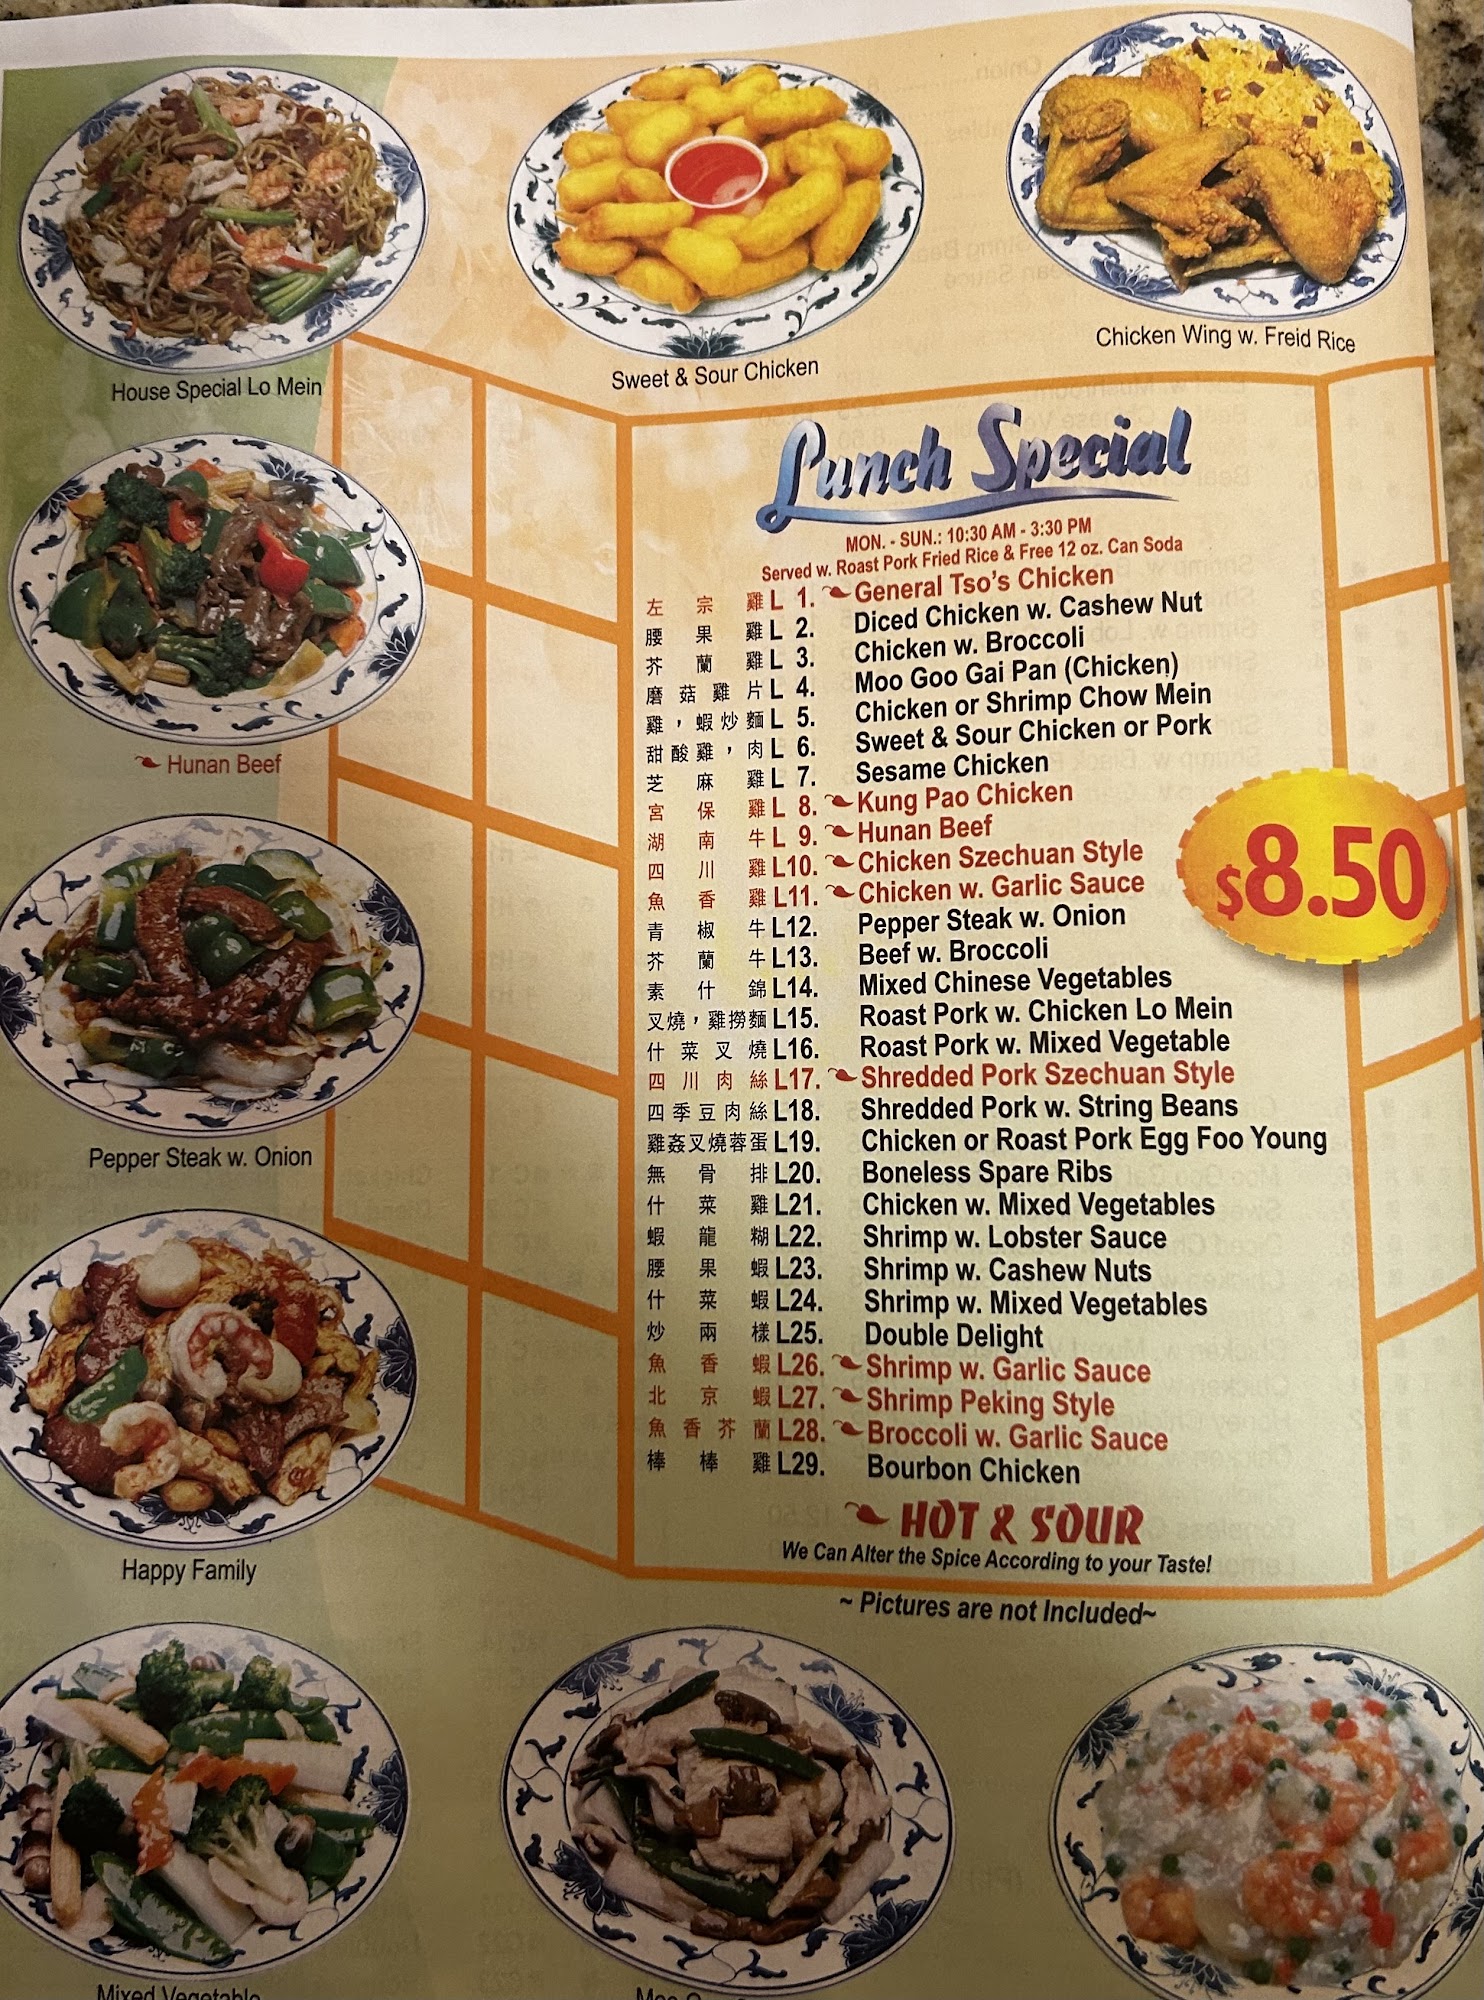 House Special Lo Mein
Sweet & Sour Chicken
Chicken Wing w. Freid Rice
Hunan Beef
Pepper Steak w. Onion
Happy Family
Lunch Special
MON. - SUN.: 10:30 AM - 3:30 PM
Served w. Roast Pork Fried Rice & Free 12 oz. Can Soda
左宗雞 L 1. General Tso's Chicken
腰果雞 L 2. Diced Chicken w. Cashew Nut
芥蘭雞 L 3. Chicken w. Broccoli
磨菇雞片 L 4. Moo Goo Gai Pan (Chicken)
雞,蝦炒麵 L 5. Chicken or Shrimp Chow Mein
甜酸雞,肉 L 6. Sweet & Sour Chicken or Pork
芝麻雞 L 7. Sesame Chicken
宮保雞 L 8. Kung Pao Chicken
湖南牛 L 9. Hunan Beef
四川雞 L10. Chicken Szechuan Style
魚香雞 L11. Chicken w. Garlic Sauce
青椒牛 L12. Pepper Steak w. Onion
芥蘭牛 L13. Beef w. Broccoli
素什錦 L14. Mixed Chinese Vegetables
叉燒,雞撈麵 L15. Roast Pork w. Chicken Lo Mein
什菜叉燒 L16. Roast Pork w. Mixed Vegetable
四川肉絲 L17. Shredded Pork Szechuan Style
四季豆肉絲 L18. Shredded Pork w. String Beans
雞姦叉燒蓉蛋 L19. Chicken or Roast Pork Egg Foo Young
無骨排 L20. Boneless Spare Ribs
什菜雞 L21. Chicken w. Mixed Vegetables
蝦龍糊 L22. Shrimp w. Lobster Sauce
腰果蝦 L23. Shrimp w. Cashew Nuts
什菜蝦 L24. Shrimp w. Mixed Vegetables
炒兩樣 L25. Double Delight
魚香蝦 L26. Shrimp w. Garlic Sauce
北京蝦 L27. Shrimp Peking Style
魚香芥蘭 L28. Broccoli w. Garlic Sauce
棒棒雞 L29. Bourbon Chicken
$8.50
HOT & SOUR
We Can Alter the Spice According to your Taste!
~ Pictures are not Included~
Mixed Vegetable
Moo